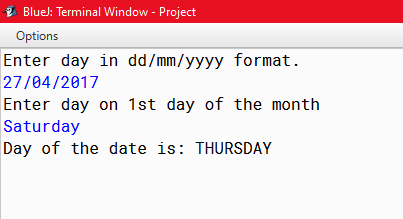 BlueJ: Terminal Window - Project
Options
Enter day in dd/mm/yyyy format.
27/04/2017
Enter day on 1st day of the month
Saturday
Day of the date is: THURSDAY